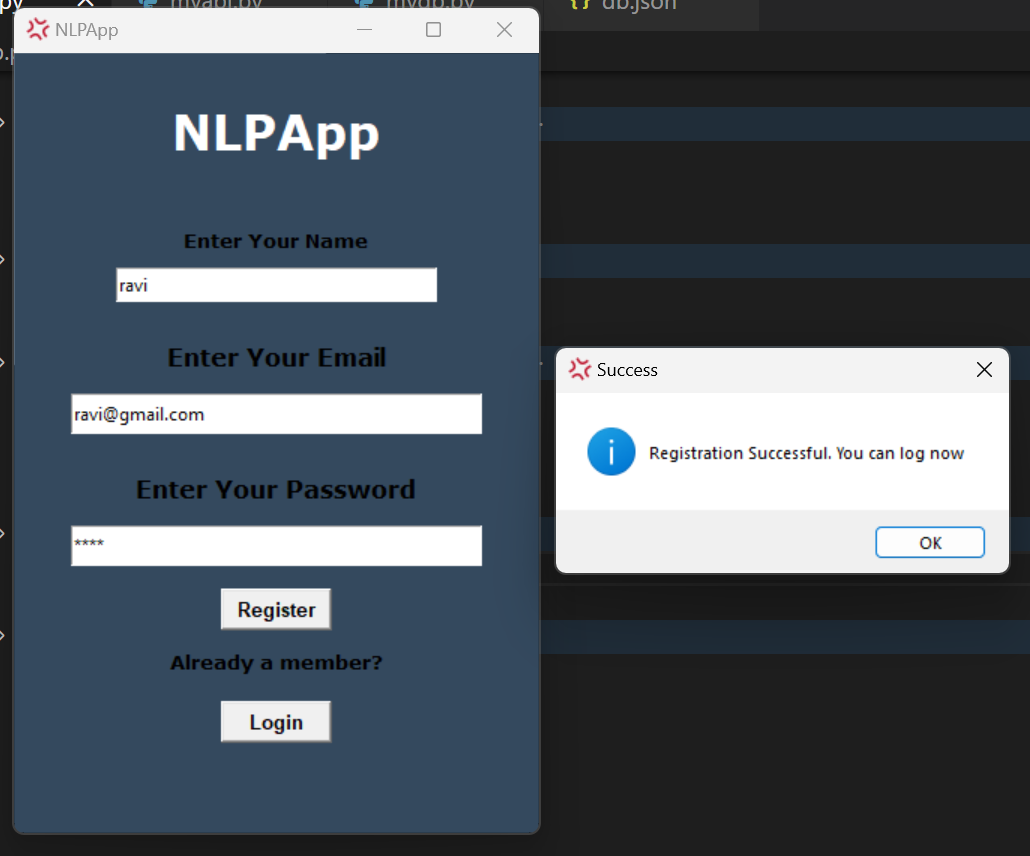 myapi.py
mydb.py
{} db.json
NLPApp
NLPApp
Enter Your Name
ravi
Enter Your Email
ravi@gmail.com
Enter Your Password
****
Register
Already a member?
Login
Success
Registration Successful. You can log now
OK